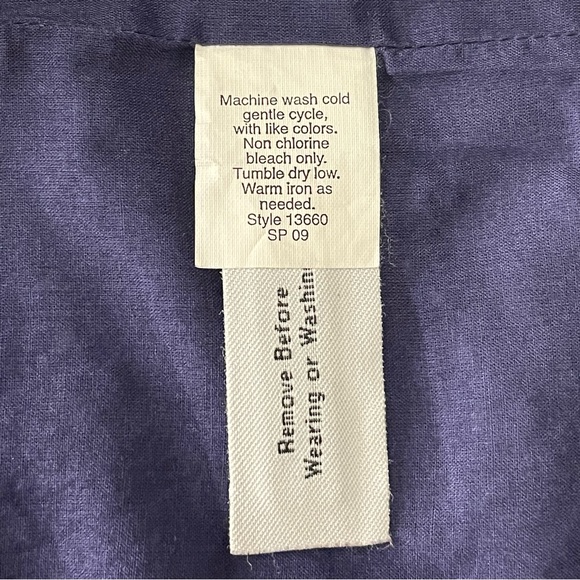 Machine wash cold
gentle cycle,
with like colors.
Non chlorine
bleach only.
Tumble dry low.
Warm iron as
needed.
Style 13660
SP 09
Remove Before
Wearing or Washin